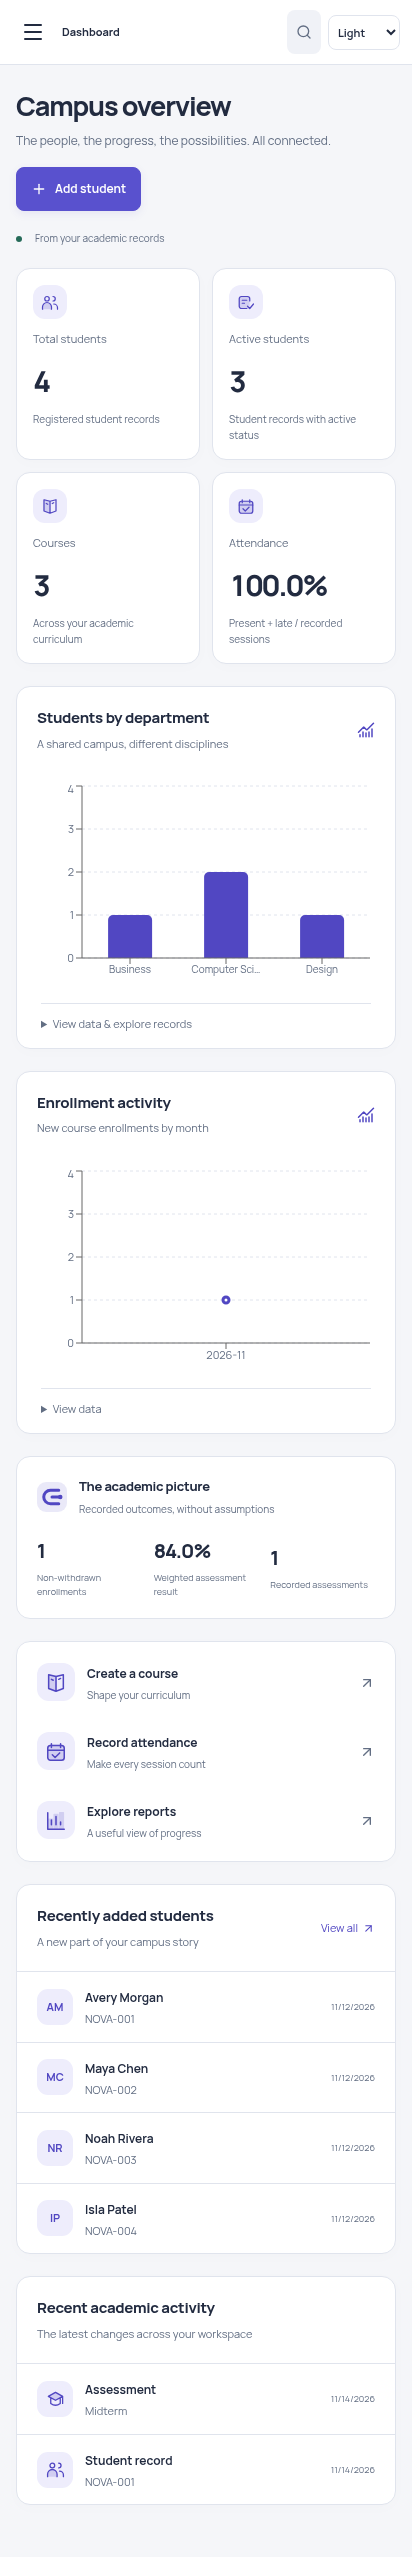 Dashboard
Light
Campus overview
The people, the progress, the possibilities. All connected.
Add student
From your academic records
Total students
4
Registered student records
Active students
3
Student records with active
status
Courses
3
Across your academic
curriculum
Attendance
100.0%
Present + late / recorded
sessions
Students by department
A shared campus, different disciplines
4
3
2
1
0
Business
Computer Sci...
Design
View data & explore records
Enrollment activity
New course enrollments by month
4
3
2
1
0
2026-11
View data
The academic picture
Recorded outcomes, without assumptions
1
Non-withdrawn
enrollments
84.0%
Weighted assessment
result
1
Recorded assessments
Create a course
Shape your curriculum
Record attendance
Make every session count
Explore reports
A useful view of progress
Recently added students
A new part of your campus story
View all
AM
Avery Morgan
NOVA-001
11/12/2026
MC
Maya Chen
NOVA-002
11/12/2026
NR
Noah Rivera
NOVA-003
11/12/2026
IP
Isla Patel
NOVA-004
11/12/2026
Recent academic activity
The latest changes across your workspace
Assessment
Midterm
11/14/2026
Student record
NOVA-001
11/14/2026